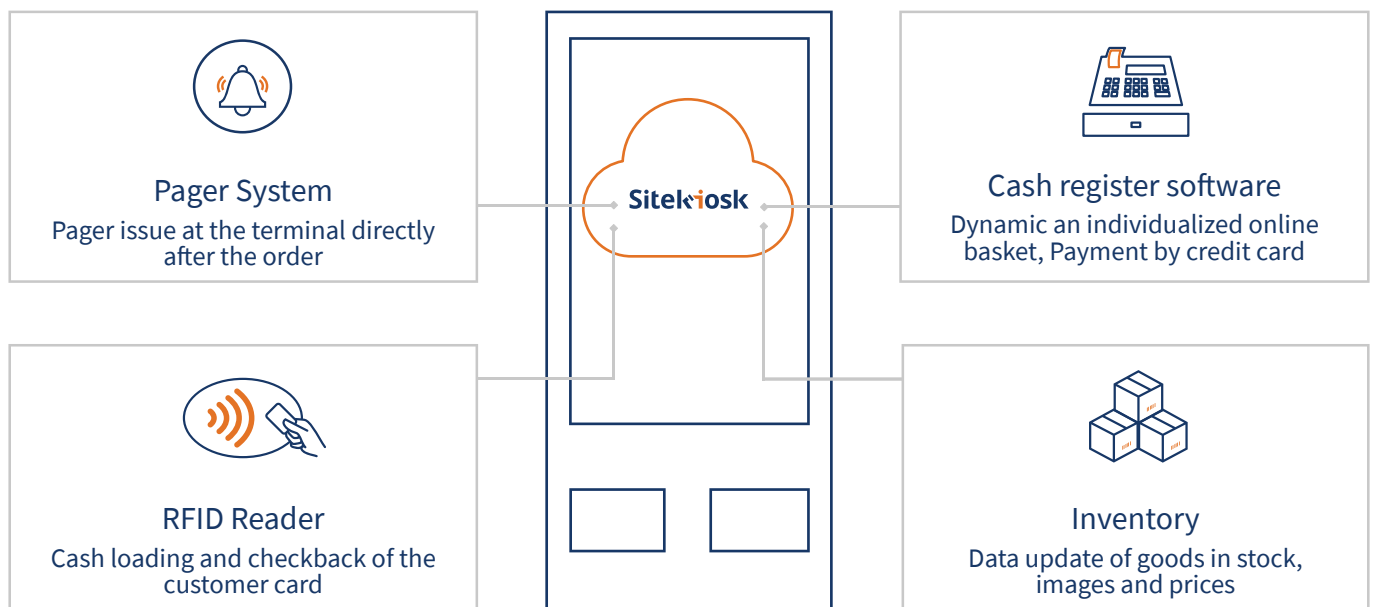 Pager System
Pager issue at the terminal directly
after the order
Sitekiosk
Cash register software
Dynamic an individualized online
basket, Payment by credit card
RFID Reader
Cash loading and checkback of the
customer card
Inventory
Data update of goods in stock,
images and prices